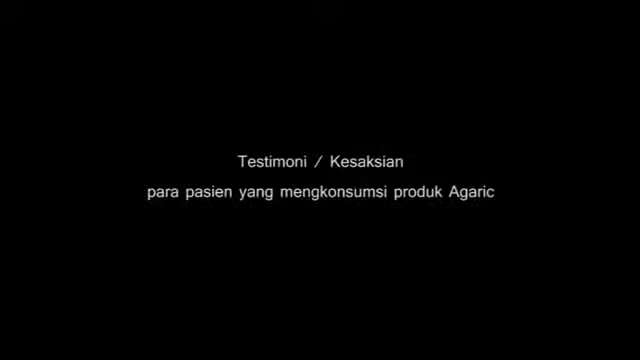 Testimoni / Kesaksian
para pasien yang mengkonsumsi produk Agaric